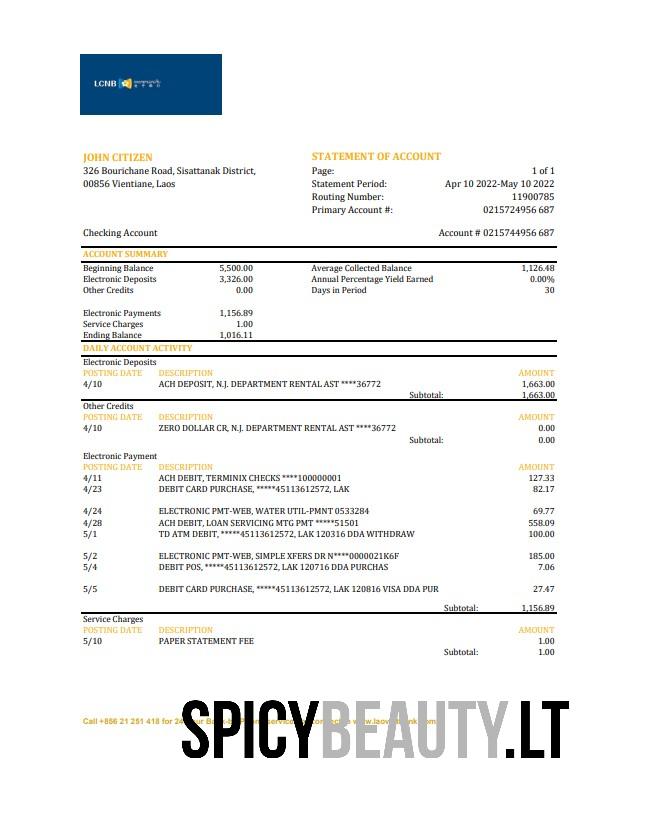 LCNB
JOHN CITIZEN
326 Bourichane Road, Sisattanak District,
00856 Vientiane, Laos
STATEMENT OF ACCOUNT
Page: 1 of 1
Statement Period: Apr 10 2022-May 10 2022
Routing Number: 11900785
Primary Account #: 0215724956 687
Checking Account Account # 0215744956 687
ACCOUNT SUMMARY
Beginning Balance 5,500.00 Average Collected Balance 1,126.48
Electronic Deposits 3,326.00 Annual Percentage Yield Earned 0.00%
Other Credits 0.00 Days in Period 30
Electronic Payments 1,156.89
Service Charges 1.00
Ending Balance 1,016.11
DAILY ACCOUNT ACTIVITY
Electronic Deposits
POSTING DATE DESCRIPTION AMOUNT
4/10 ACH DEPOSIT, N.J. DEPARTMENT RENTAL AST ****36772 1,663.00
Subtotal: 1,663.00
Other Credits
POSTING DATE DESCRIPTION AMOUNT
4/10 ZERO DOLLAR CR, N.J. DEPARTMENT RENTAL AST ****36772 0.00
Subtotal: 0.00
Electronic Payment
POSTING DATE DESCRIPTION AMOUNT
4/11 ACH DEBIT, TERMINIX CHECKS ****100000001 127.33
4/23 DEBIT CARD PURCHASE, *****45113612572, LAK 82.17
4/24 ELECTRONIC PMT-WEB, WATER UTIL-PMNT 0533284 69.77
4/28 ACH DEBIT, LOAN SERVICING MTG PMT *****51501 558.09
5/1 TD ATM DEBIT, *****45113612572, LAK 120316 DDA WITHDRAW 100.00
5/2 ELECTRONIC PMT-WEB, SIMPLE XFERS DR N****0000021K6F 185.00
5/4 DEBIT POS, *****45113612572, LAK 120716 DDA PURCHAS 7.06
5/5 DEBIT CARD PURCHASE, *****45113612572, LAK 120816 VISA DDA PUR 27.47
Subtotal: 1,156.89
Service Charges
POSTING DATE DESCRIPTION AMOUNT
5/10 PAPER STATEMENT FEE 1.00
Subtotal: 1.00
Call +856 21 251 418 for 24
SPICYBEAUTY.LT